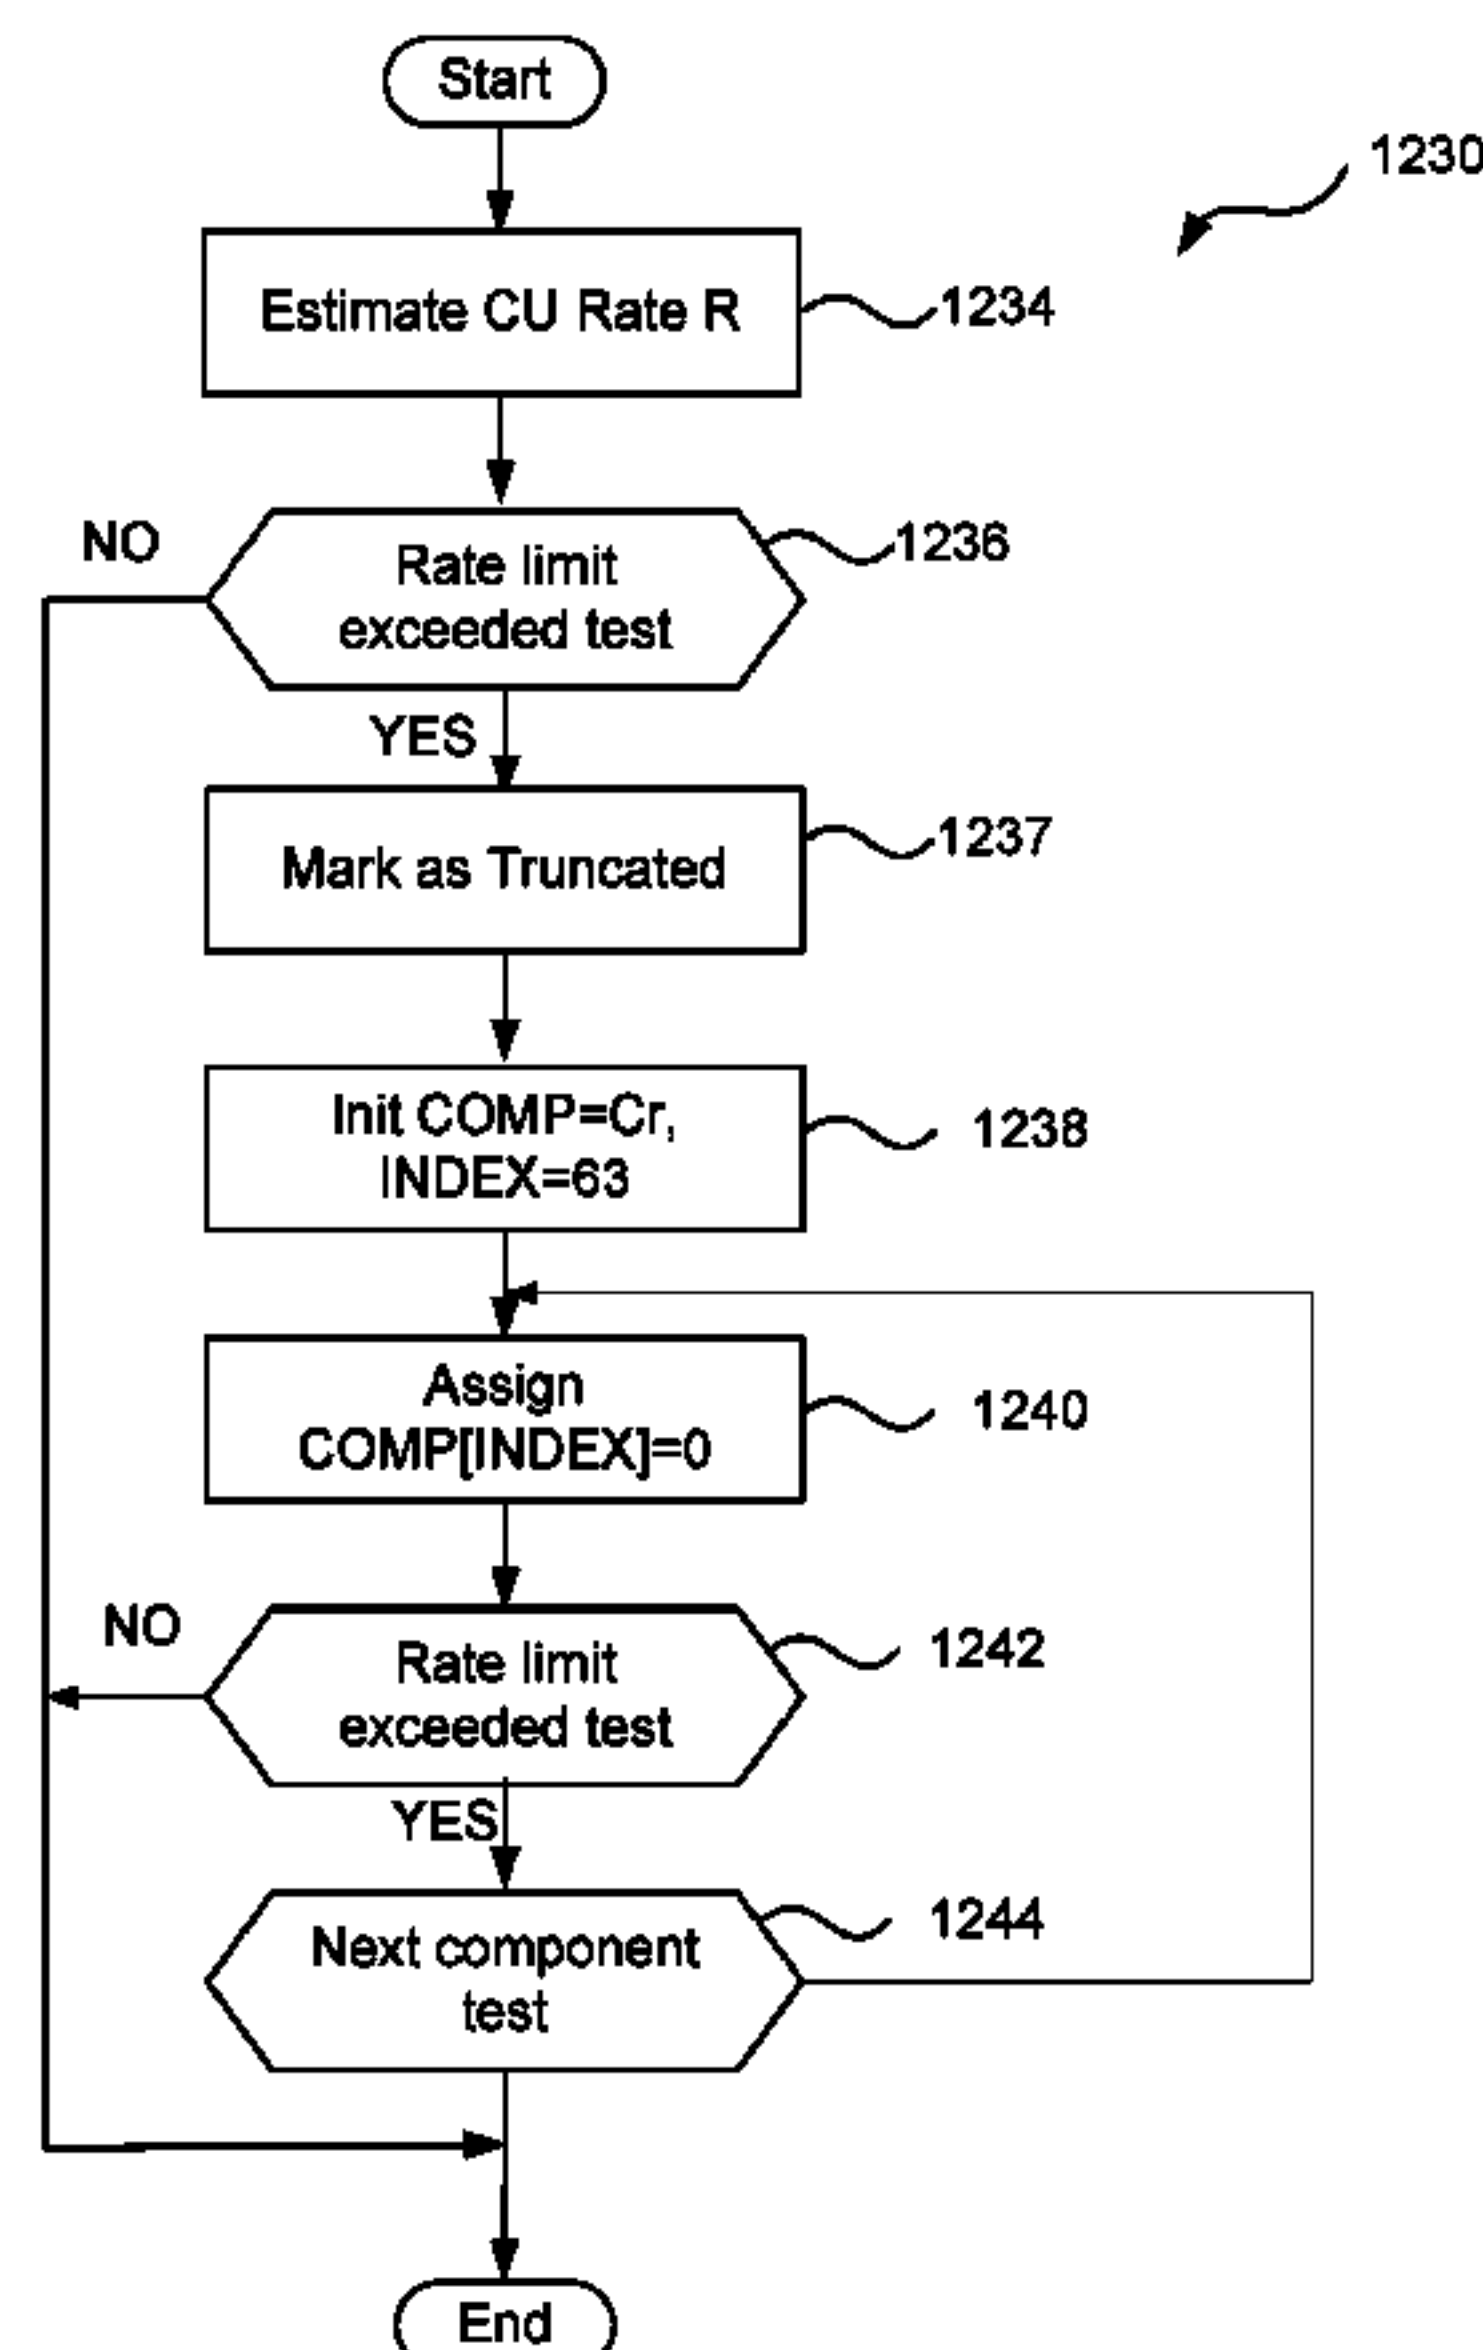 Start
1230
Estimate CU Rate R
1234
NO
Rate limit
exceeded test
1236
YES
Mark as Truncated
1237
Init COMP=Cr,
INDEX=63
1238
Assign
COMP[INDEX]=0
1240
NO
Rate limit
exceeded test
1242
YES
Next component
test
1244
End